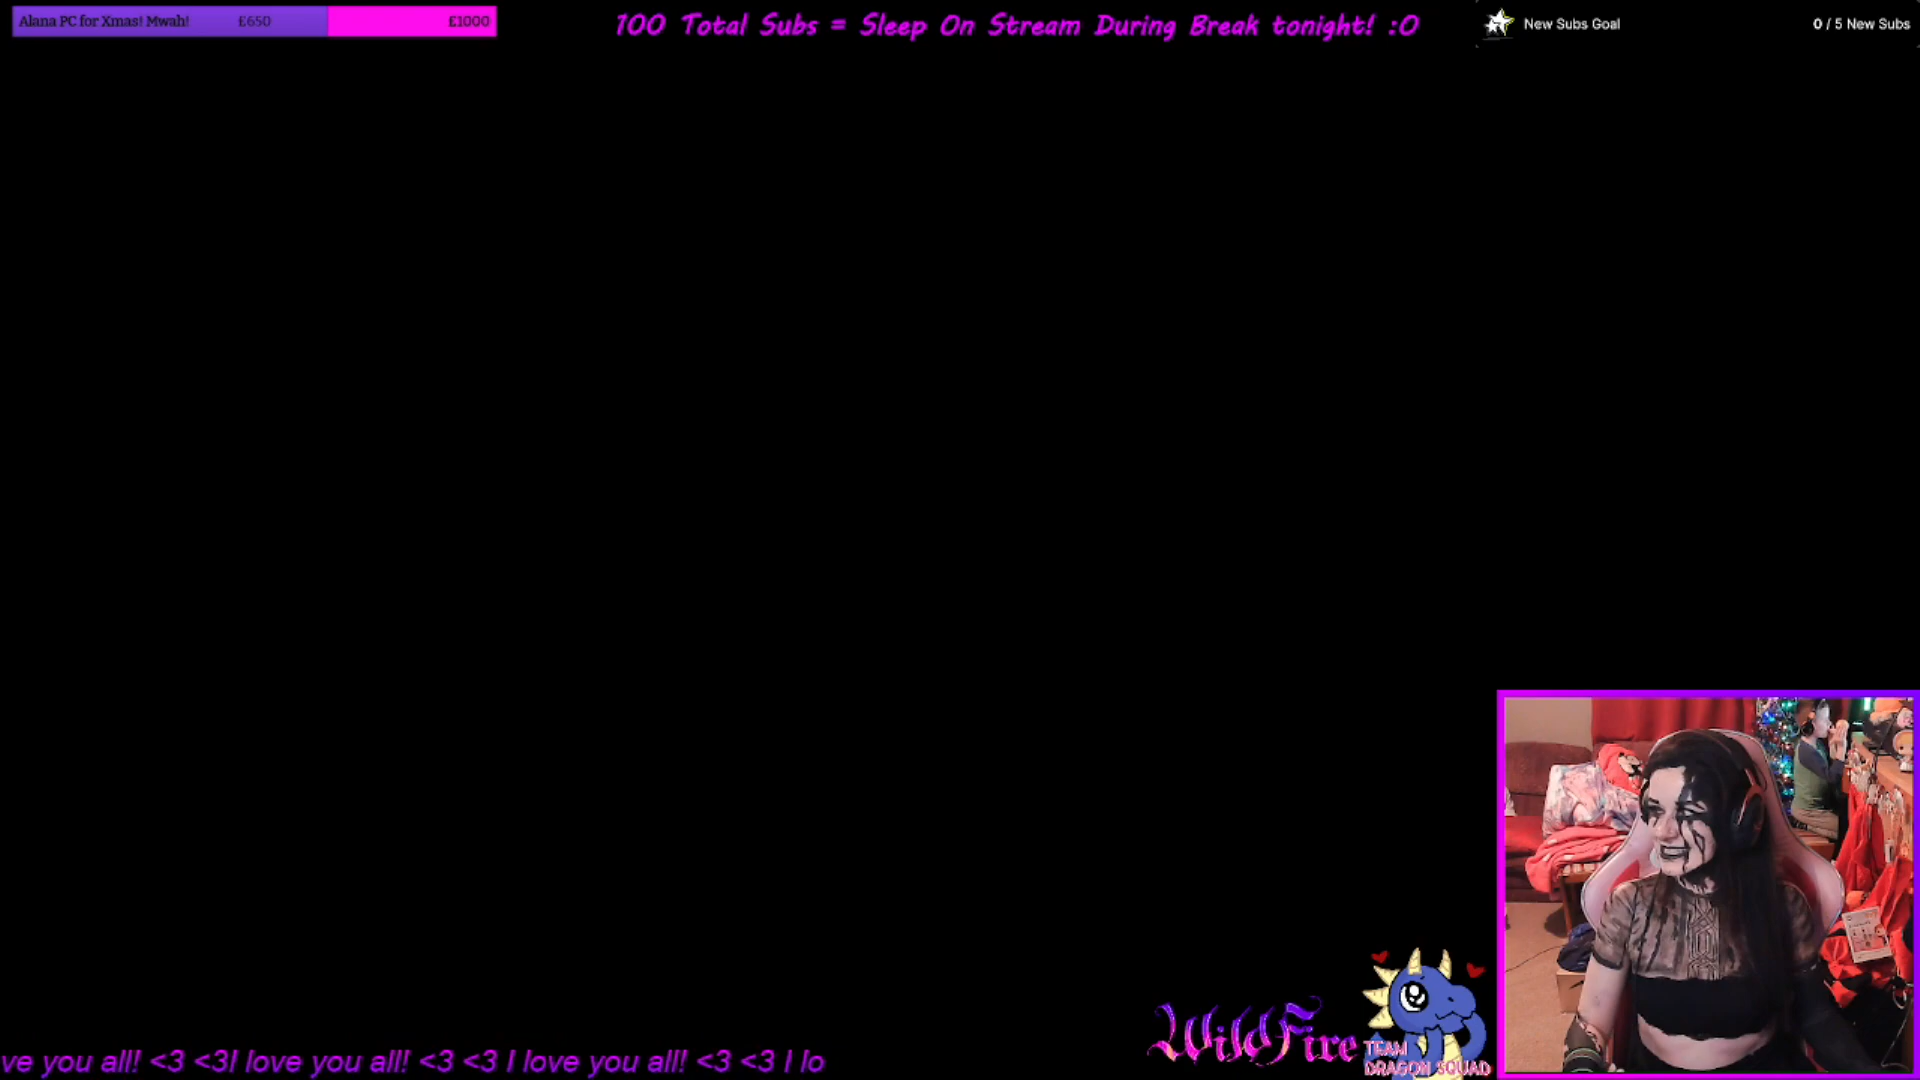 Alana PC for Xmas! Mwah! £650 £1000
100 Total Subs = Sleep On Stream During Break tonight! :O
New Subs Goal 0 / 5 New Subs
WildFire
TEAM
DRAGON SQUAD
ve you all! <3 <3I love you all! <3 <3 I love you all! <3 <3 I lo